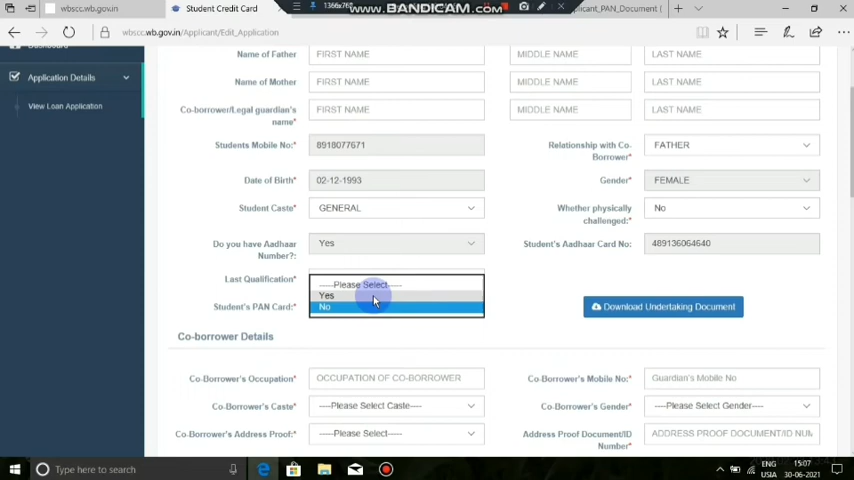 wbscc.wb.gov.in
Student Credit Card
1366x768
www.BANDICAM.com
licant_PAN_Document (
wbscc.wb.gov.in/Applicant/Edit_Application
Dashboard
Application Details
View Loan Application
Name of Father
FIRST NAME
MIDDLE NAME
LAST NAME
Name of Mother
FIRST NAME
MIDDLE NAME
LAST NAME
Co-borrower/Legal guardian's
name*
FIRST NAME
MIDDLE NAME
LAST NAME
Students Mobile No:*
8918077671
Relationship with Co-
Borrower*
FATHER
Date of Birth*
02-12-1993
Gender*
FEMALE
Student Caste*
GENERAL
Whether physically
challenged:*
No
Do you have Aadhaar
Number?:*
Yes
Student's Aadhaar Card No:
489136064640
Last Qualification*
-----Please Select-----
Yes
No
Student's PAN Card:*
Download Undertaking Document
Co-borrower Details
Co-Borrower's Occupation*
OCCUPATION OF CO-BORROWER
Co-Borrower's Mobile No:*
Guardian's Mobile No
Co-Borrower's Caste*
----Please Select Caste----
Co-Borrower's Gender*
----Please Select Gender----
Co-Borrower's Address Proof:*
----Please Select----
Address Proof Document/ID
Number*
ADDRESS PROOF DOCUMENT/ID NUM
Type here to search
ENG
USIA
15:07
30-06-2021